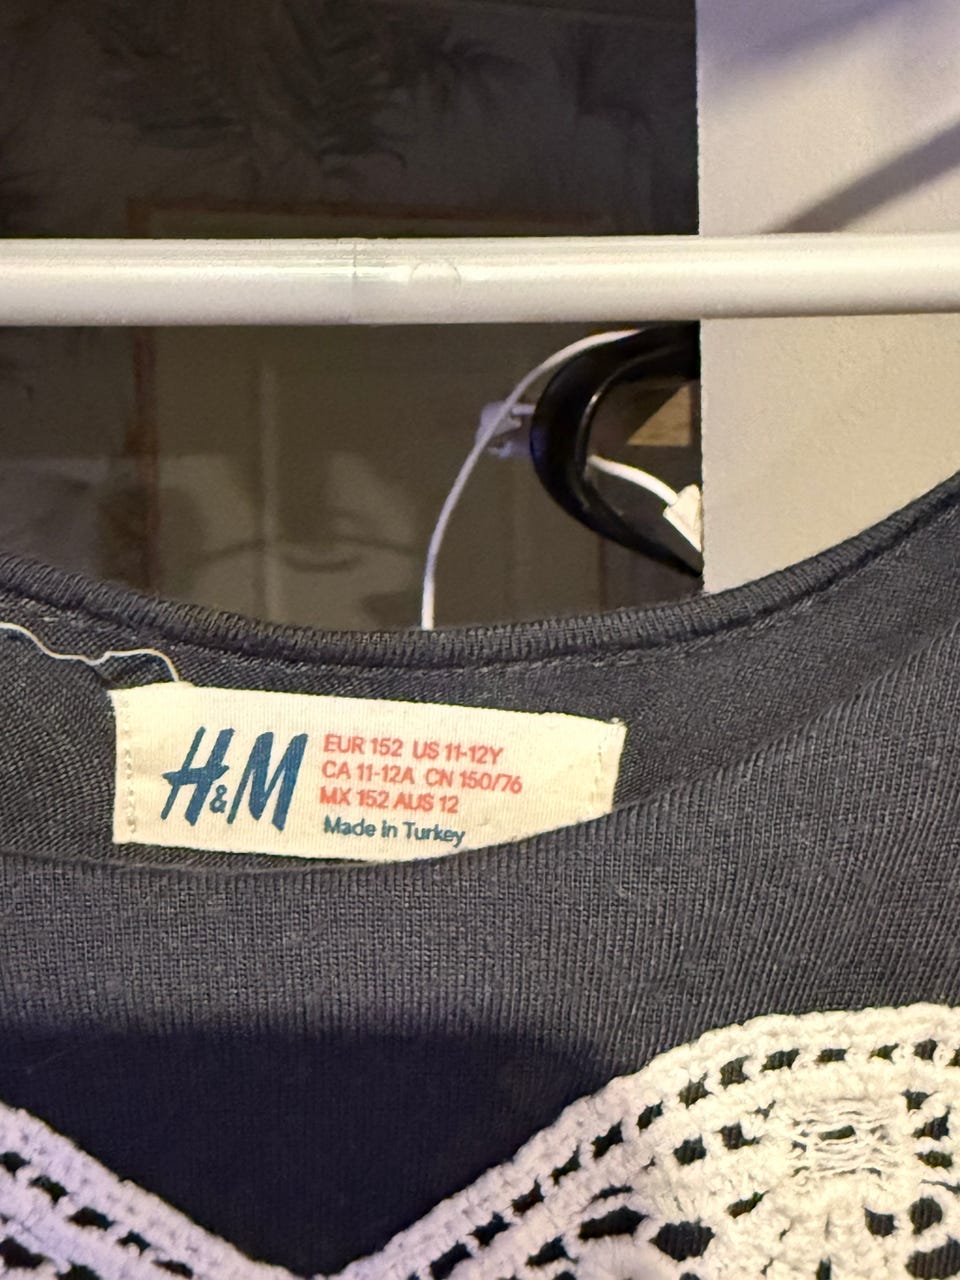 H&M
EUR 152 US 11-12Y
CA 11-12A CN 150/76
MX 152 AUS 12
Made in Turkey